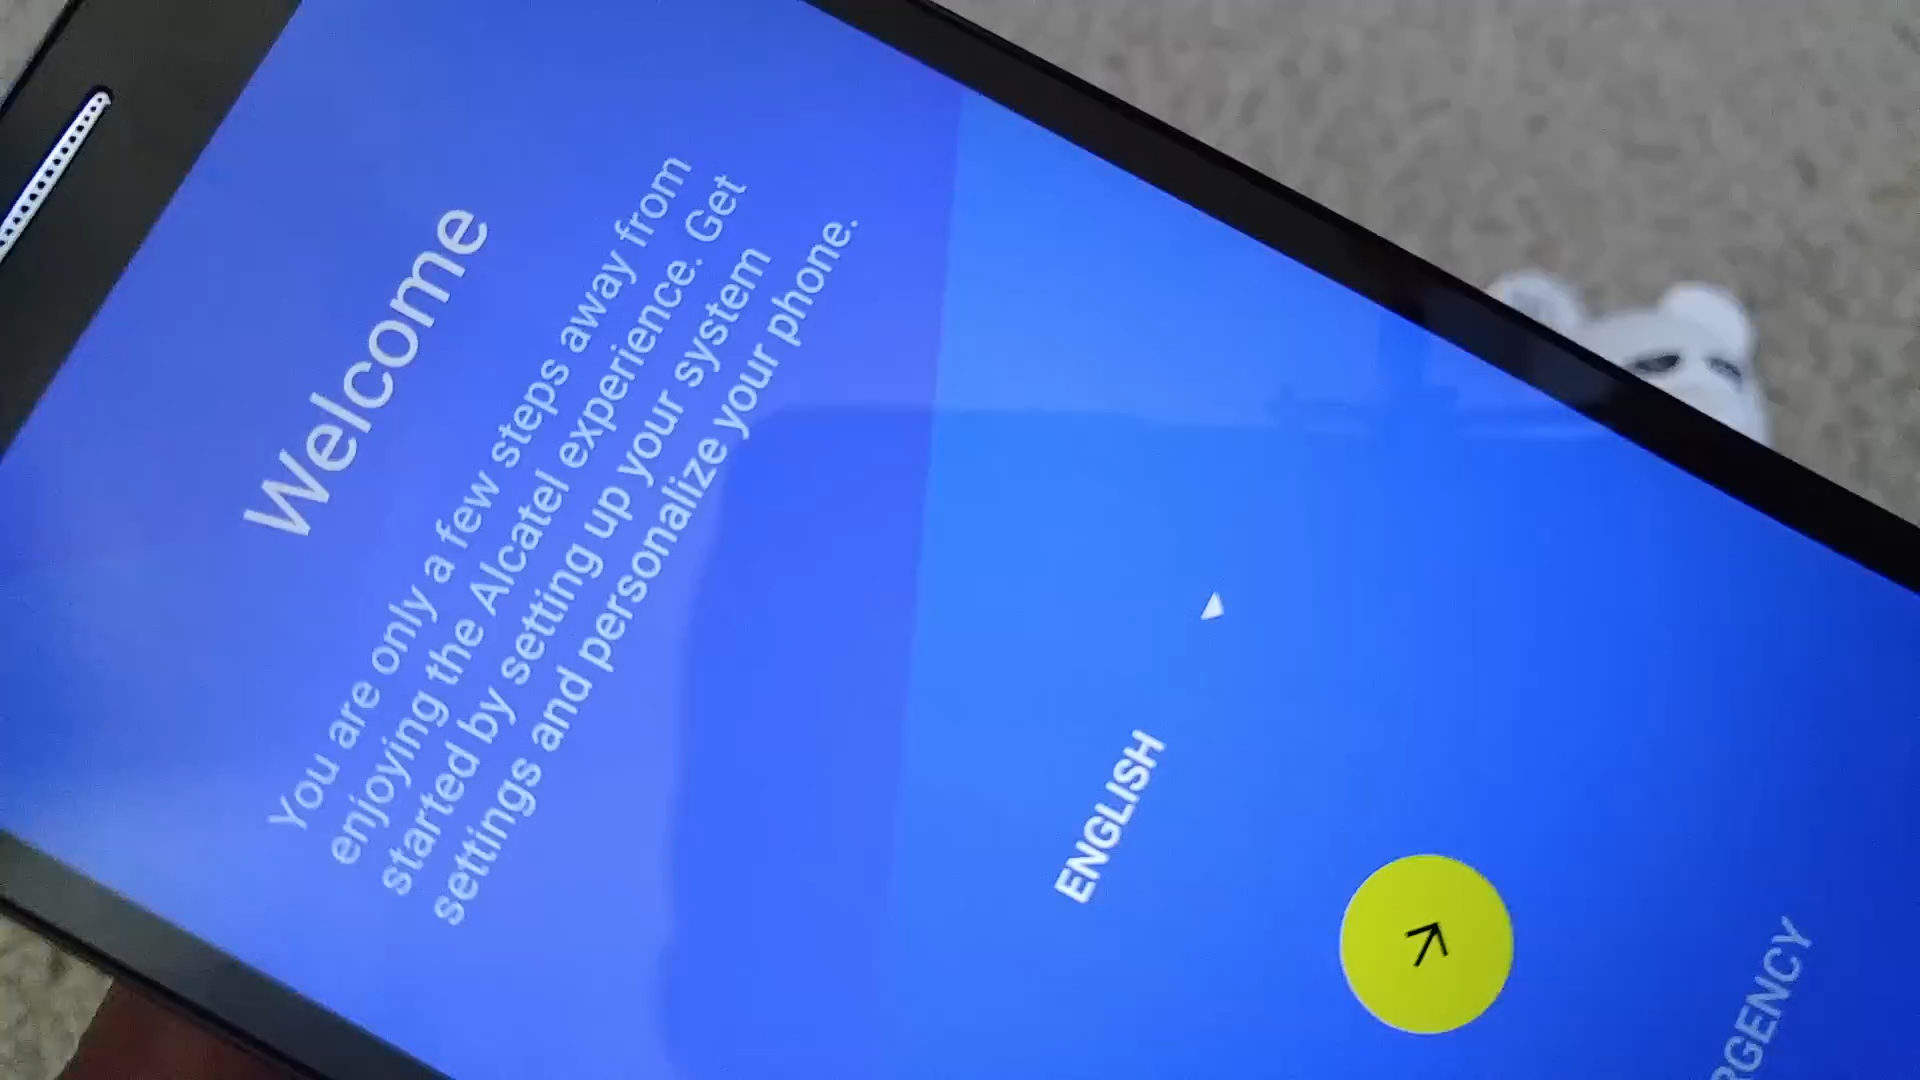 Welcome
You are only a few steps away from
enjoying the Alcatel experience. Get
started by setting up your system
settings and personalize your phone.
ENGLISH